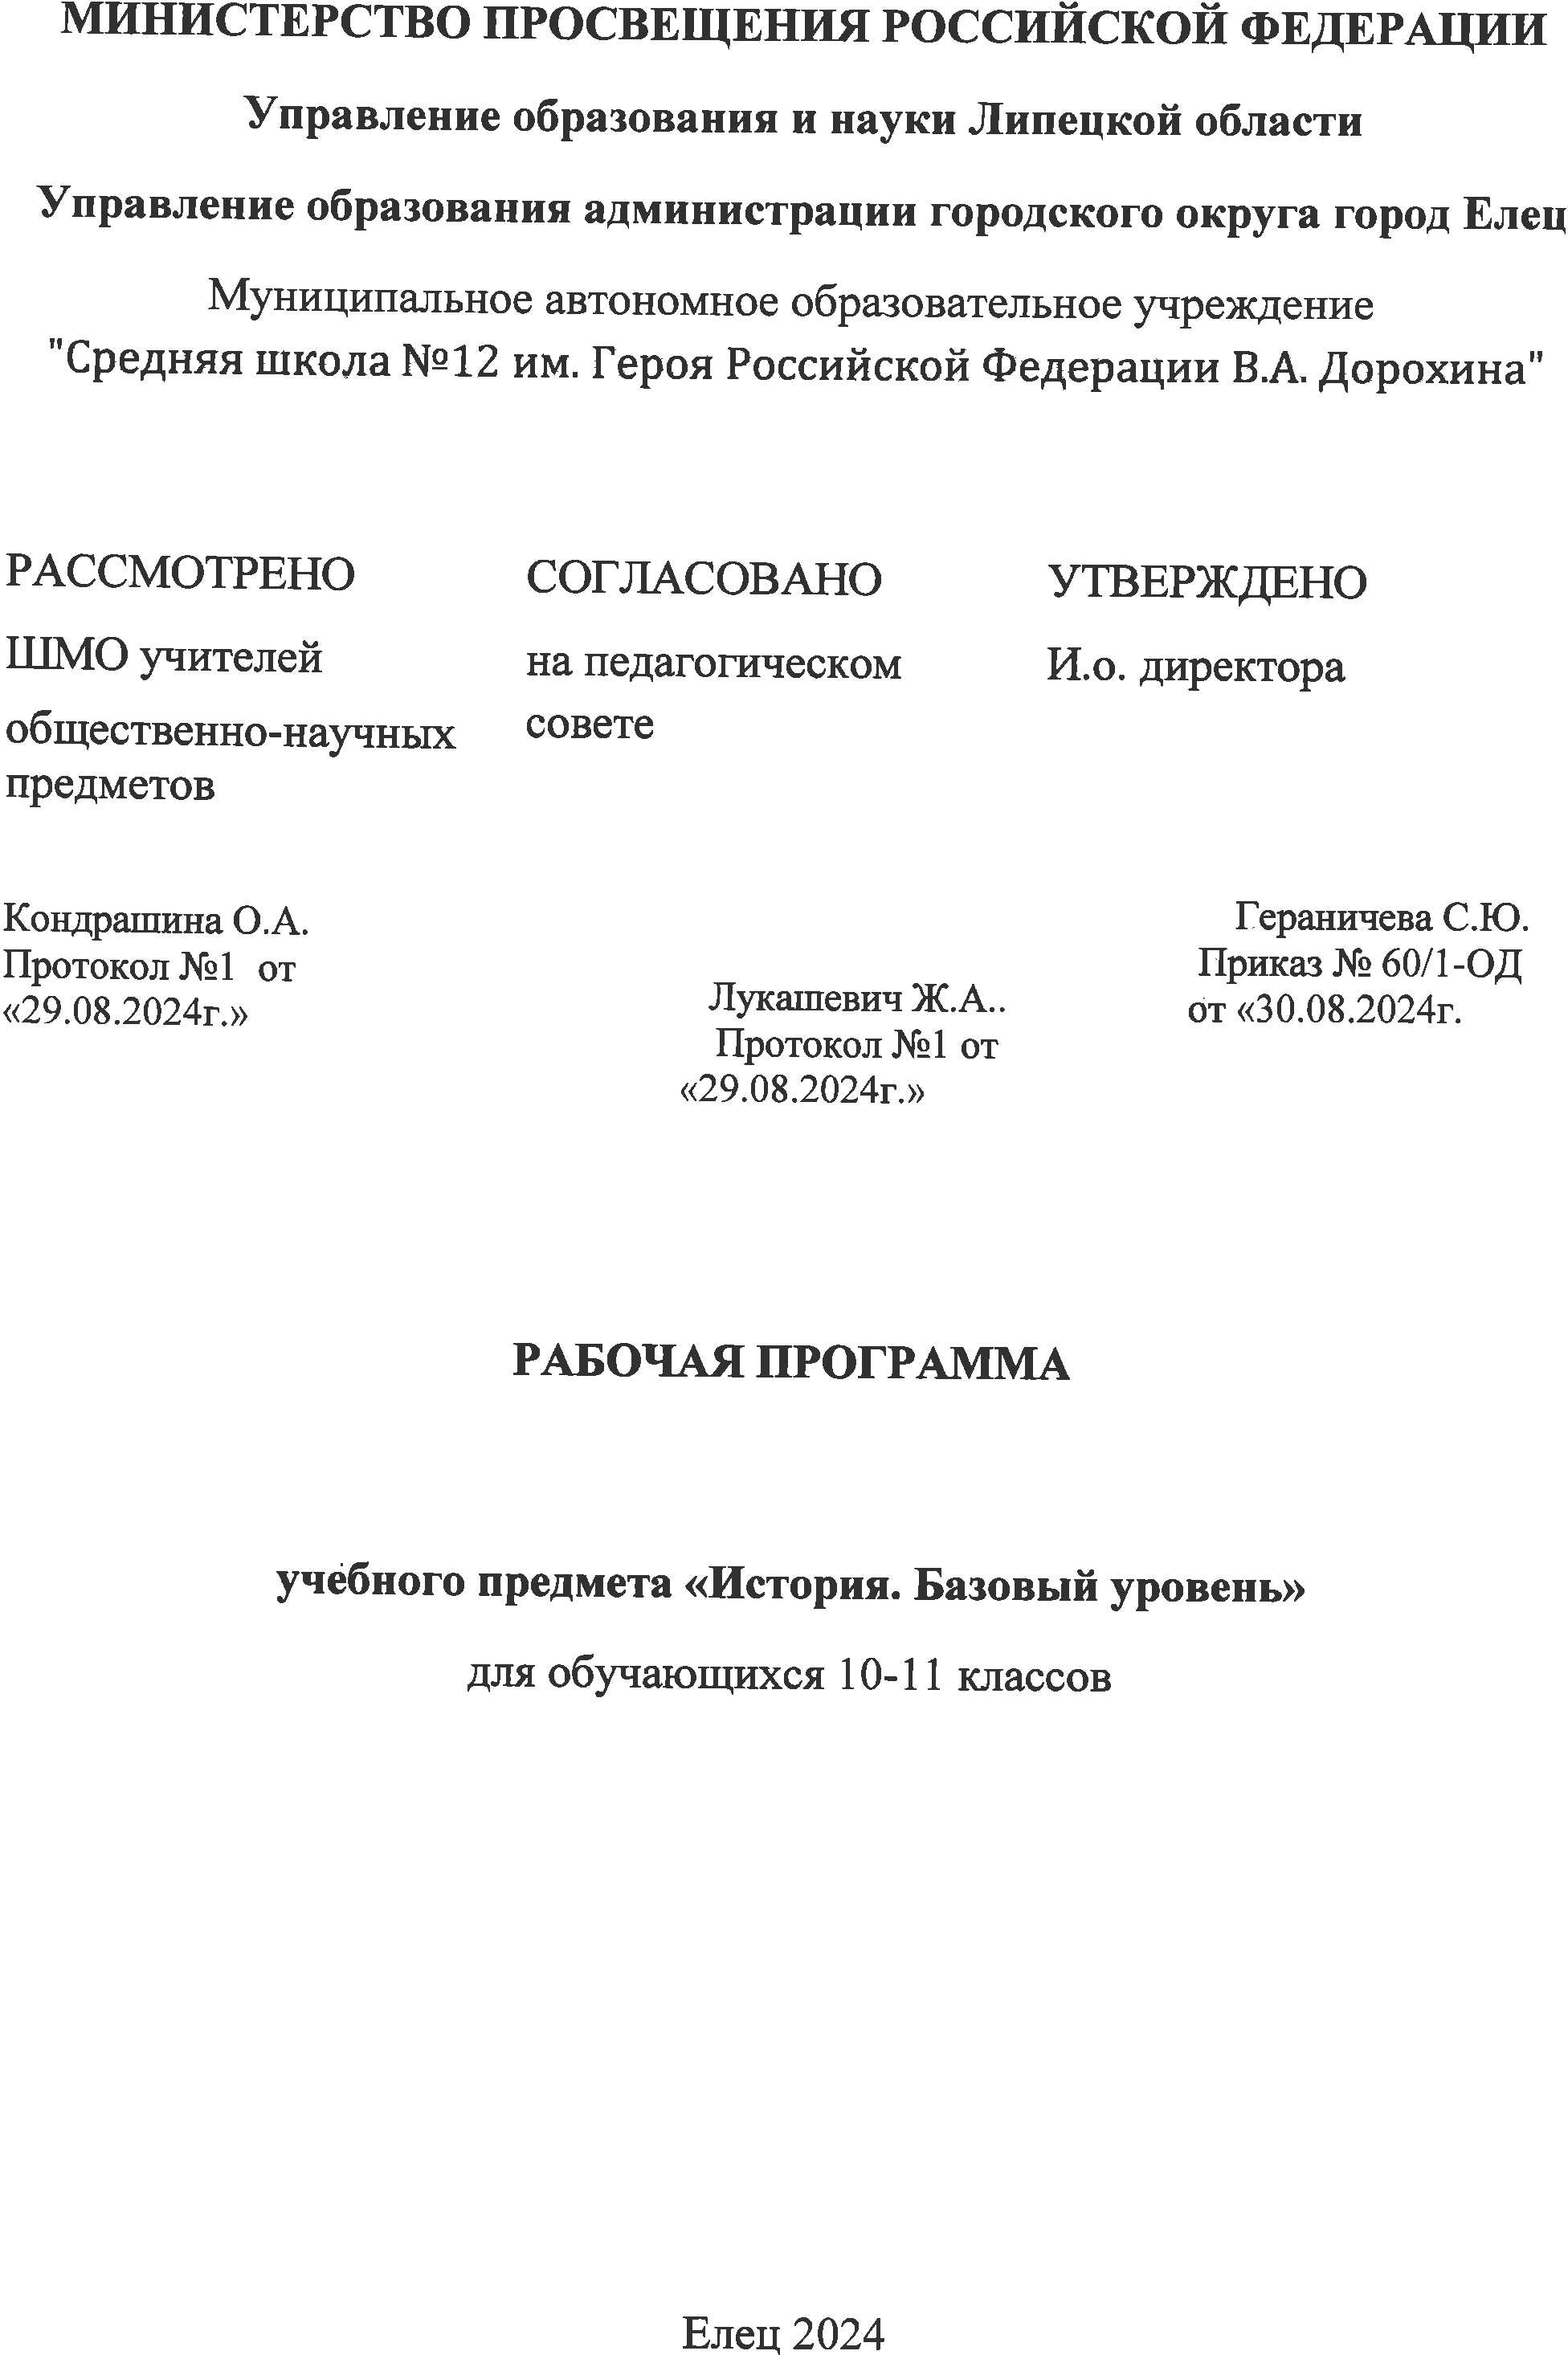 МИНИСТЕРСТВО ПРОСВЕЩЕНИЯ РОССИЙСКОЙ ФЕДЕРАЦИИ
Управление образования и науки Липецкой области
Управление образования администрации городского округа город Елец
Муниципальное автономное образовательное учреждение
"Средняя школа №12 им. Героя Российской Федерации В.А. Дорохина"
РАССМОТРЕНО
ШМО учителей
общественно-научных
предметов
Кондрашина О.А.
Протокол №1 от
«29.08.2024г.»
СОГЛАСОВАНО
на педагогическом
совете
Лукашевич Ж.А..
Протокол №1 от
«29.08.2024г.»
УТВЕРЖДЕНО
И.о. директора
Гераничева С.Ю.
Приказ № 60/1-ОД
от «30.08.2024г.
РАБОЧАЯ ПРОГРАММА
учебного предмета «История. Базовый уровень»
для обучающихся 10-11 классов
Елец 2024